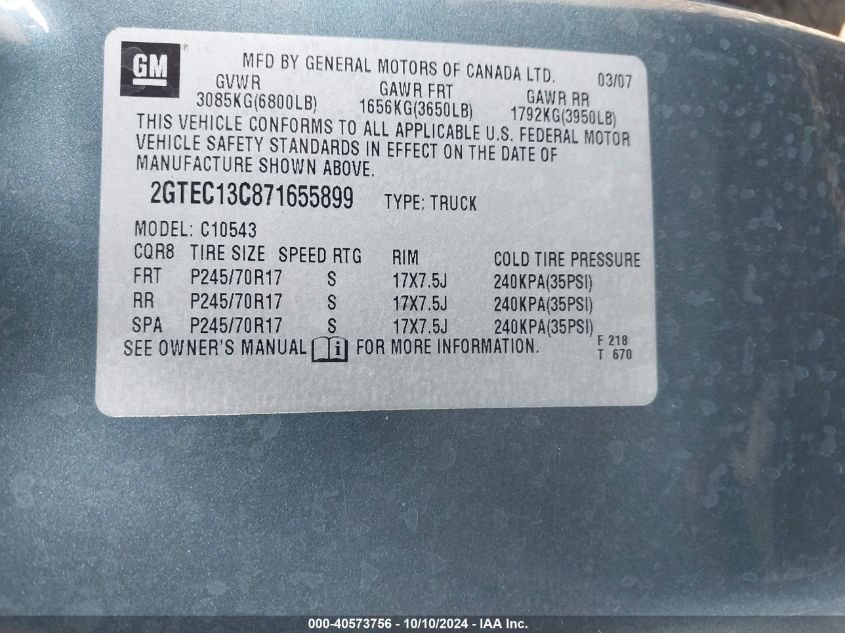 GM ® MFD BY GENERAL MOTORS OF CANADA LTD. 03/07
GVWR GAWR FRT GAWR RR
3085KG(6800LB) 1656KG(3650LB) 1792KG(3950LB)
THIS VEHICLE CONFORMS TO ALL APPLICABLE U.S. FEDERAL MOTOR
VEHICLE SAFETY STANDARDS IN EFFECT ON THE DATE OF
MANUFACTURE SHOWN ABOVE.
2GTEC13C871655899 TYPE: TRUCK
MODEL: C10543
CQR8 TIRE SIZE SPEED RTG RIM COLD TIRE PRESSURE
FRT P245/70R17 S 17X7.5J 240KPA(35PSI)
RR P245/70R17 S 17X7.5J 240KPA(35PSI)
SPA P245/70R17 S 17X7.5J 240KPA(35PSI)
SEE OWNER'S MANUAL i FOR MORE INFORMATION. F 218
T 670
000-40573756 - 10/10/2024 - IAA Inc.